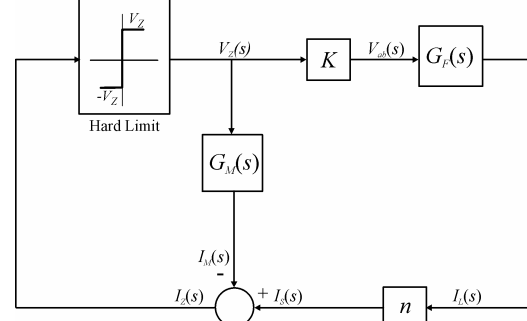 V_Z
-V_Z
Hard Limit
V_Z(s)
K
V_ab(s)
G_F(s)
G_M(s)
I_M(s)
-
I_Z(s)
+ I_S(s)
n
I_L(s)